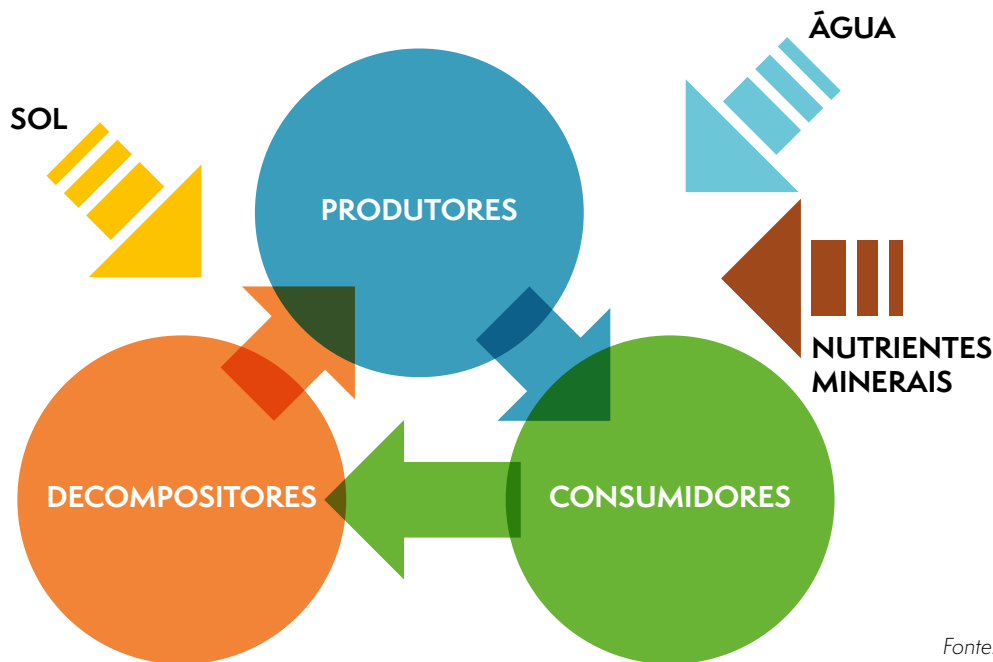 ÁGUA
SOL
PRODUTORES
NUTRIENTES
MINERAIS
DECOMPOSITORES
CONSUMIDORES
Fonte: